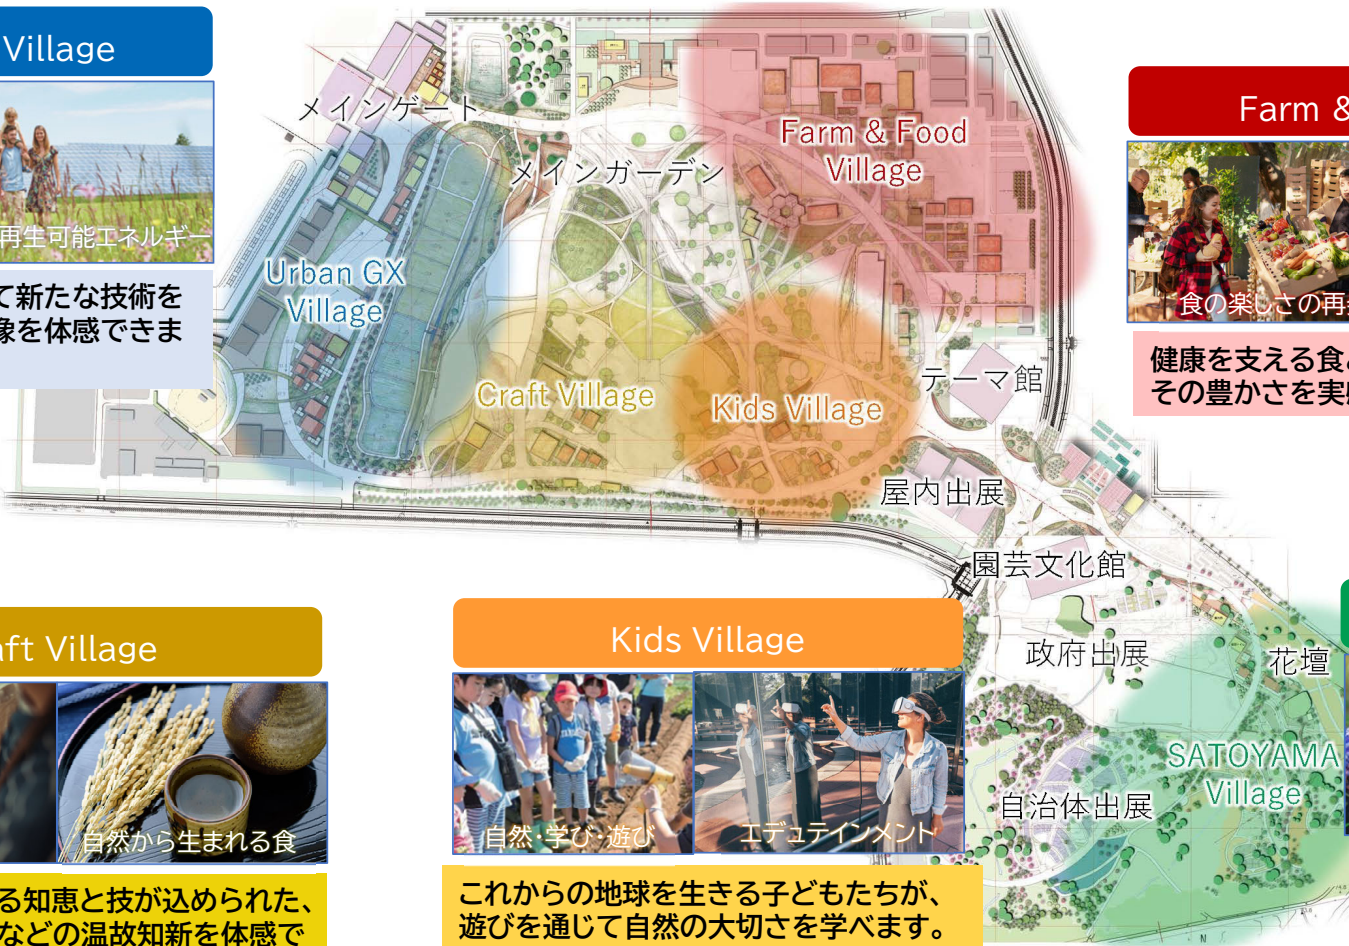 Village
再生可能エネルギー
て新たな技術を
象を体感できま
メインゲート
メインガーデン
Farm & Food
Village
Urban GX
Village
Craft Village
Kids Village
テーマ館
屋内出展
園芸文化館
政府出展
花壇
自治体出展
SATOYAMA
Village
Farm &
食の楽しさの再
健康を支える食
その豊かさを実
aft Village
自然から生まれる食
る知恵と技が込められた、
などの温故知新を体感で
Kids Village
自然・学び・遊び
エデュテインメント
これからの地球を生きる子どもたちが、
遊びを通じて自然の大切さを学べます。
N